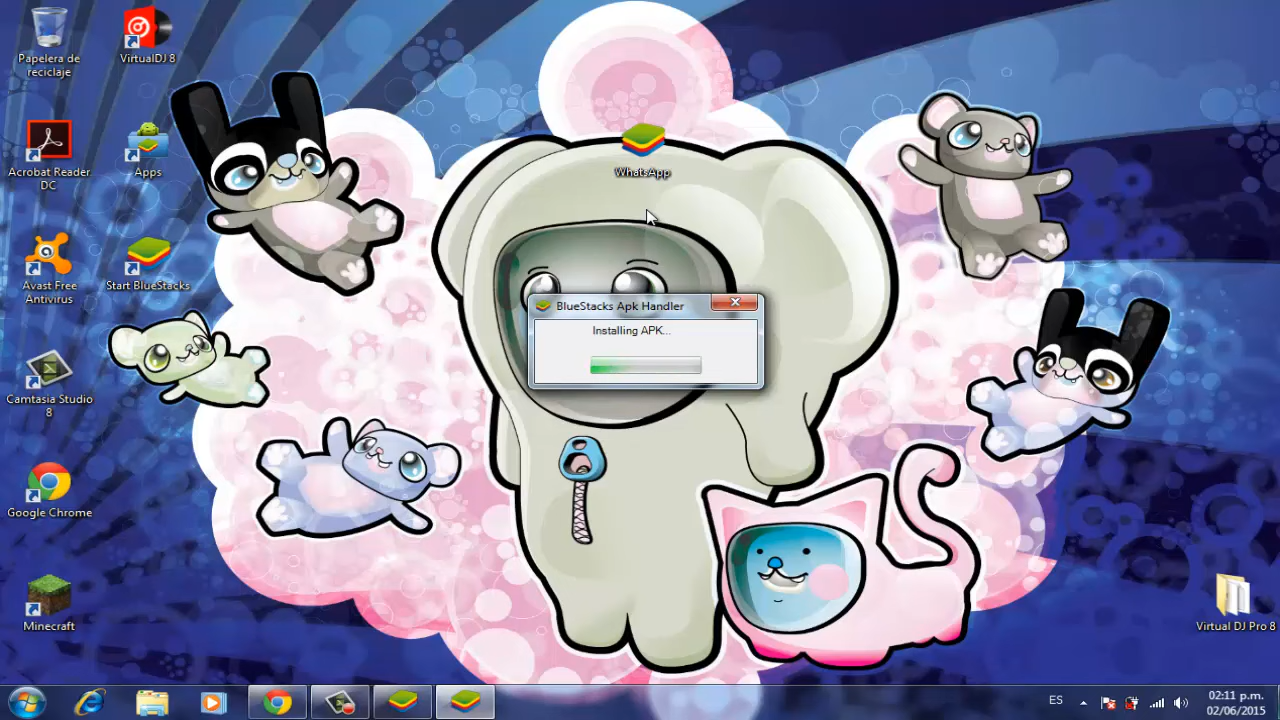 Papelera de
reciclaje
VirtualDJ 8
Acrobat Reader
DC
Apps
WhatsApp
Avast Free
Antivirus
Start BlueStacks
BlueStacks Apk Handler
Installing APK...
Camtasia Studio
8
Google Chrome
Minecraft
Virtual DJ Pro 8
ES
02:11 p.m.
02/06/2015